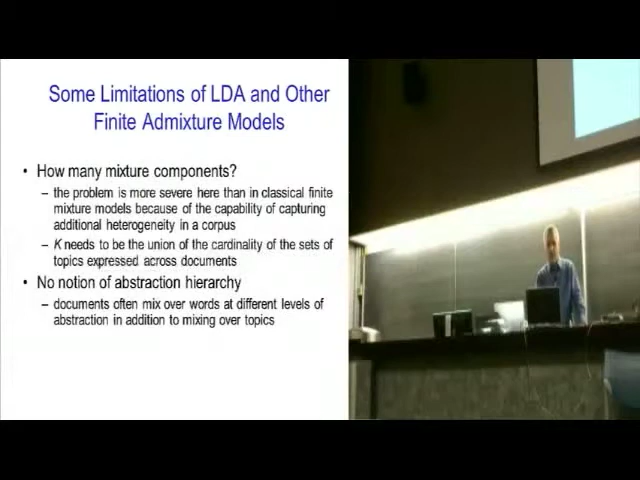 Some Limitations of LDA and Other
Finite Admixture Models
• How many mixture components?
– the problem is more severe here than in classical finite
mixture models because of the capability of capturing
additional heterogeneity in a corpus
– K needs to be the union of the cardinality of the sets of
topics expressed across documents
• No notion of abstraction hierarchy
– documents often mix over words at different levels of
abstraction in addition to mixing over topics